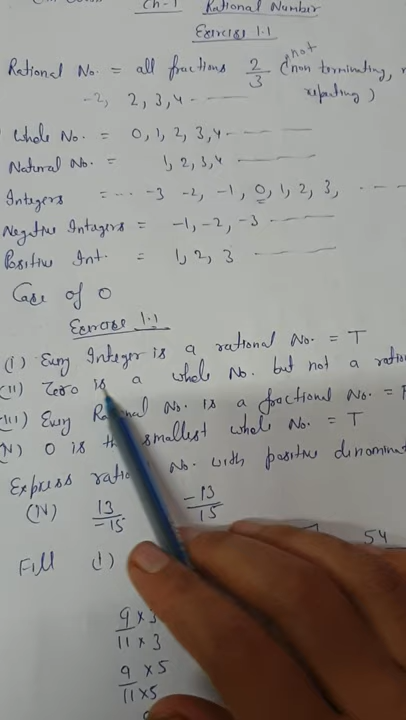 Ch-1 Rational Number
Exercise 1.1
Rational No. = all fractions 2/3 (not non terminating,
-2, 2, 3, 4 -----
repeating)
Whole No. = 0, 1, 2, 3, 4 -----
Natural No. = 1, 2, 3, 4 -----
Integers = --- -3 -2, -1, 0, 1, 2, 3, -----
Negative Integers = -1, -2, -3 -----
Positive Int. = 1, 2, 3 -----
Case of 0
Exercise 1.1
(i) Every Integer is a rational No. = T
(ii) Zero is a whole No. but not a
(iii) Every No. is a fractional No. = F
(iv) 0 is the smallest whole No. = T
Express No. with positive
(iv) 13/-15 -13/15
Fill (i) 54
9 × 3
11 × 3
9 × 5
11 × 5
9